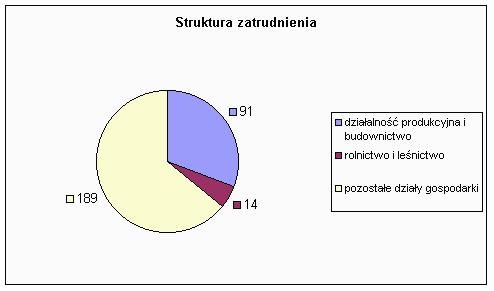 Struktura zatrudnienia
91
14
189
działalność produkcyjna i
budownictwo
rolnictwo i leśnictwo
pozostałe działy gospodarki